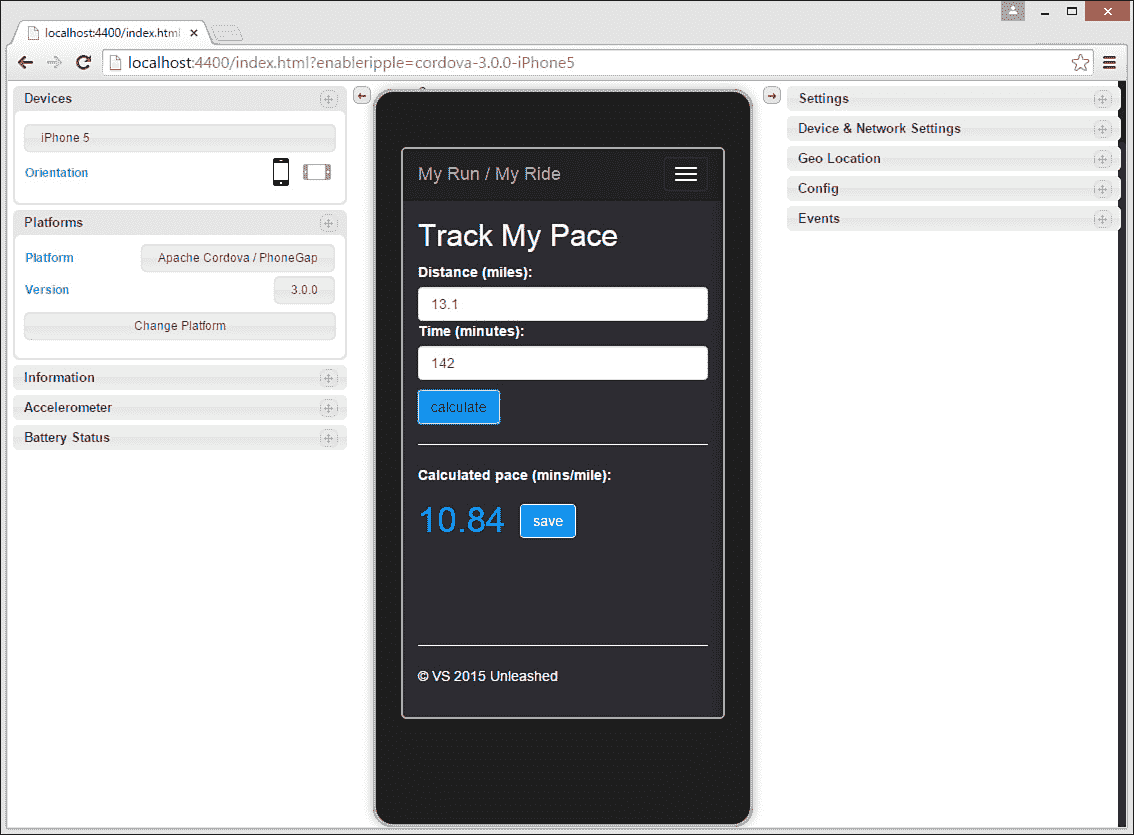 localhost:4400/index.html
localhost:4400/index.html?enableripple=cordova-3.0.0-iPhone5
Devices
iPhone 5
Orientation
Platforms
Platform
Apache Cordova / PhoneGap
Version
3.0.0
Change Platform
Information
Accelerometer
Battery Status
My Run / My Ride
Track My Pace
Distance (miles):
13.1
Time (minutes):
142
calculate
Calculated pace (mins/mile):
10.84
save
© VS 2015 Unleashed
Settings
Device & Network Settings
Geo Location
Config
Events